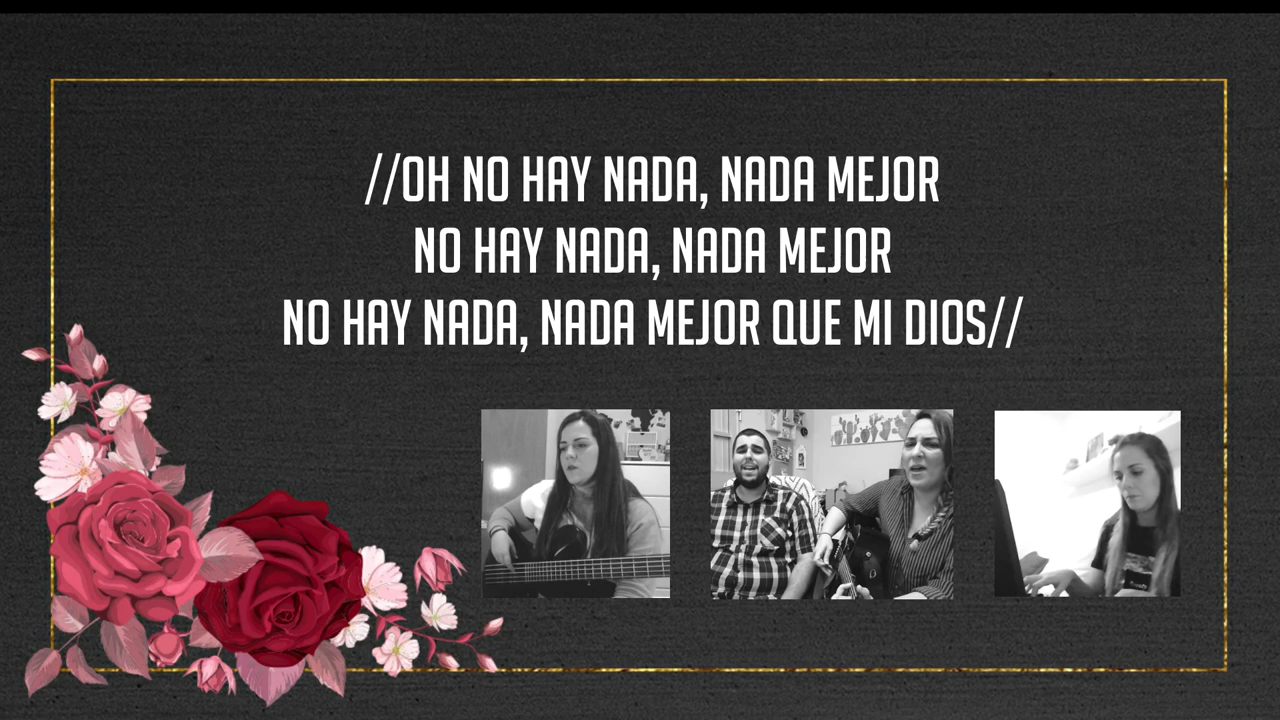 //OH NO HAY NADA, NADA MEJOR
NO HAY NADA, NADA MEJOR
NO HAY NADA, NADA MEJOR QUE MI DIOS//